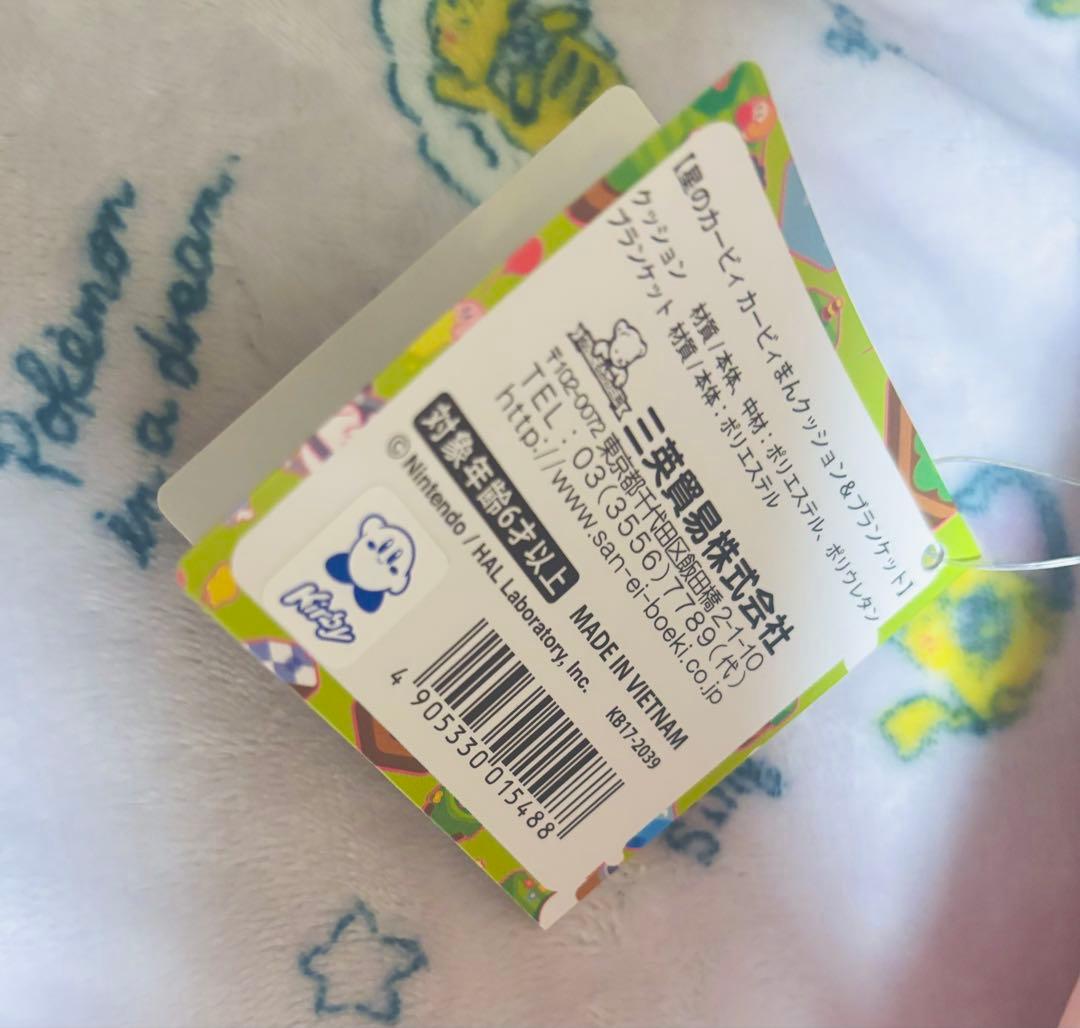 【星のカービィ カービィまんクッション＆ブランケット】
クッション 材質 / 本体、中材：ポリエステル、ポリウレタン
ブランケット 材質 / 本体：ポリエステル
三英貿易株式会社
〒102-0072 東京都千代田区飯田橋2-1-10
TEL：03(3556)7789(代)
http://www.san-ei-boeki.co.jp
対象年齢6才以上
MADE IN VIETNAM
© Nintendo / HAL Laboratory, Inc.
KB17-2039
Kirby
4 905330 015488
Pokémon
in a dream